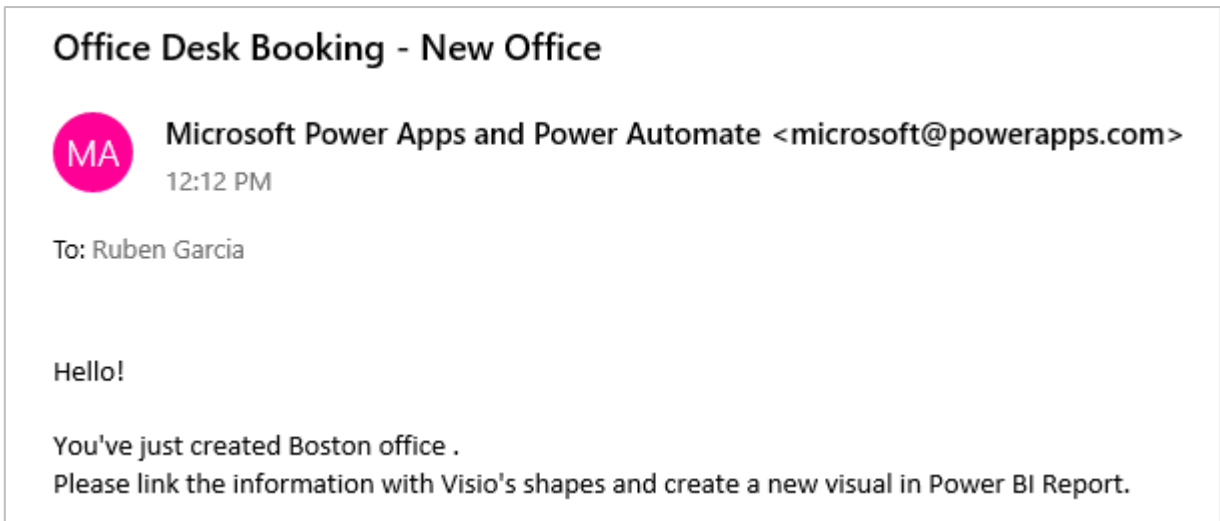 Office Desk Booking - New Office
MA
Microsoft Power Apps and Power Automate <microsoft@powerapps.com>
12:12 PM
To: Ruben Garcia
Hello!
You've just created Boston office .
Please link the information with Visio's shapes and create a new visual in Power BI Report.